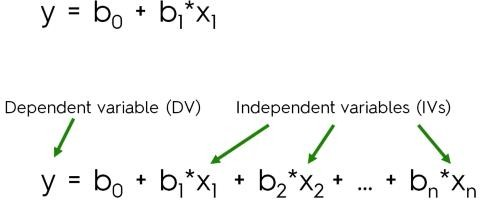 y = b₀ + b₁*x₁
Dependent variable (DV) Independent variables (IVs)
y = b₀ + b₁*x₁ + b₂*x₂ + ... + bₙ*xₙ